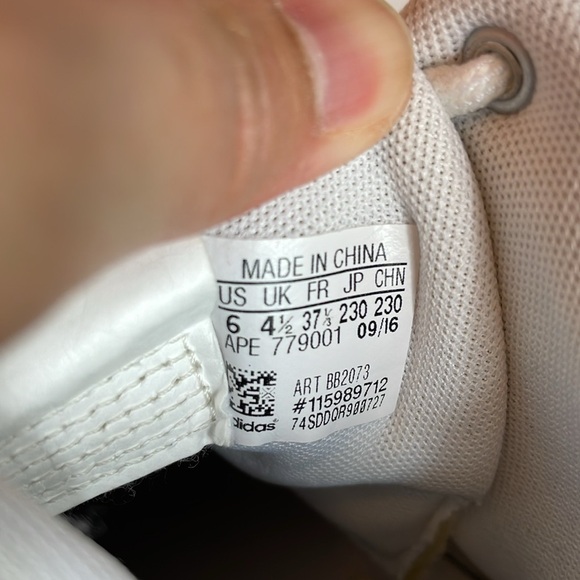 MADE IN CHINA
US UK FR JP CHN
6 4½ 37⅓ 230 230
APE 779001 09/16
ART BB2073
#115989712
74SDDQR900727
adidas